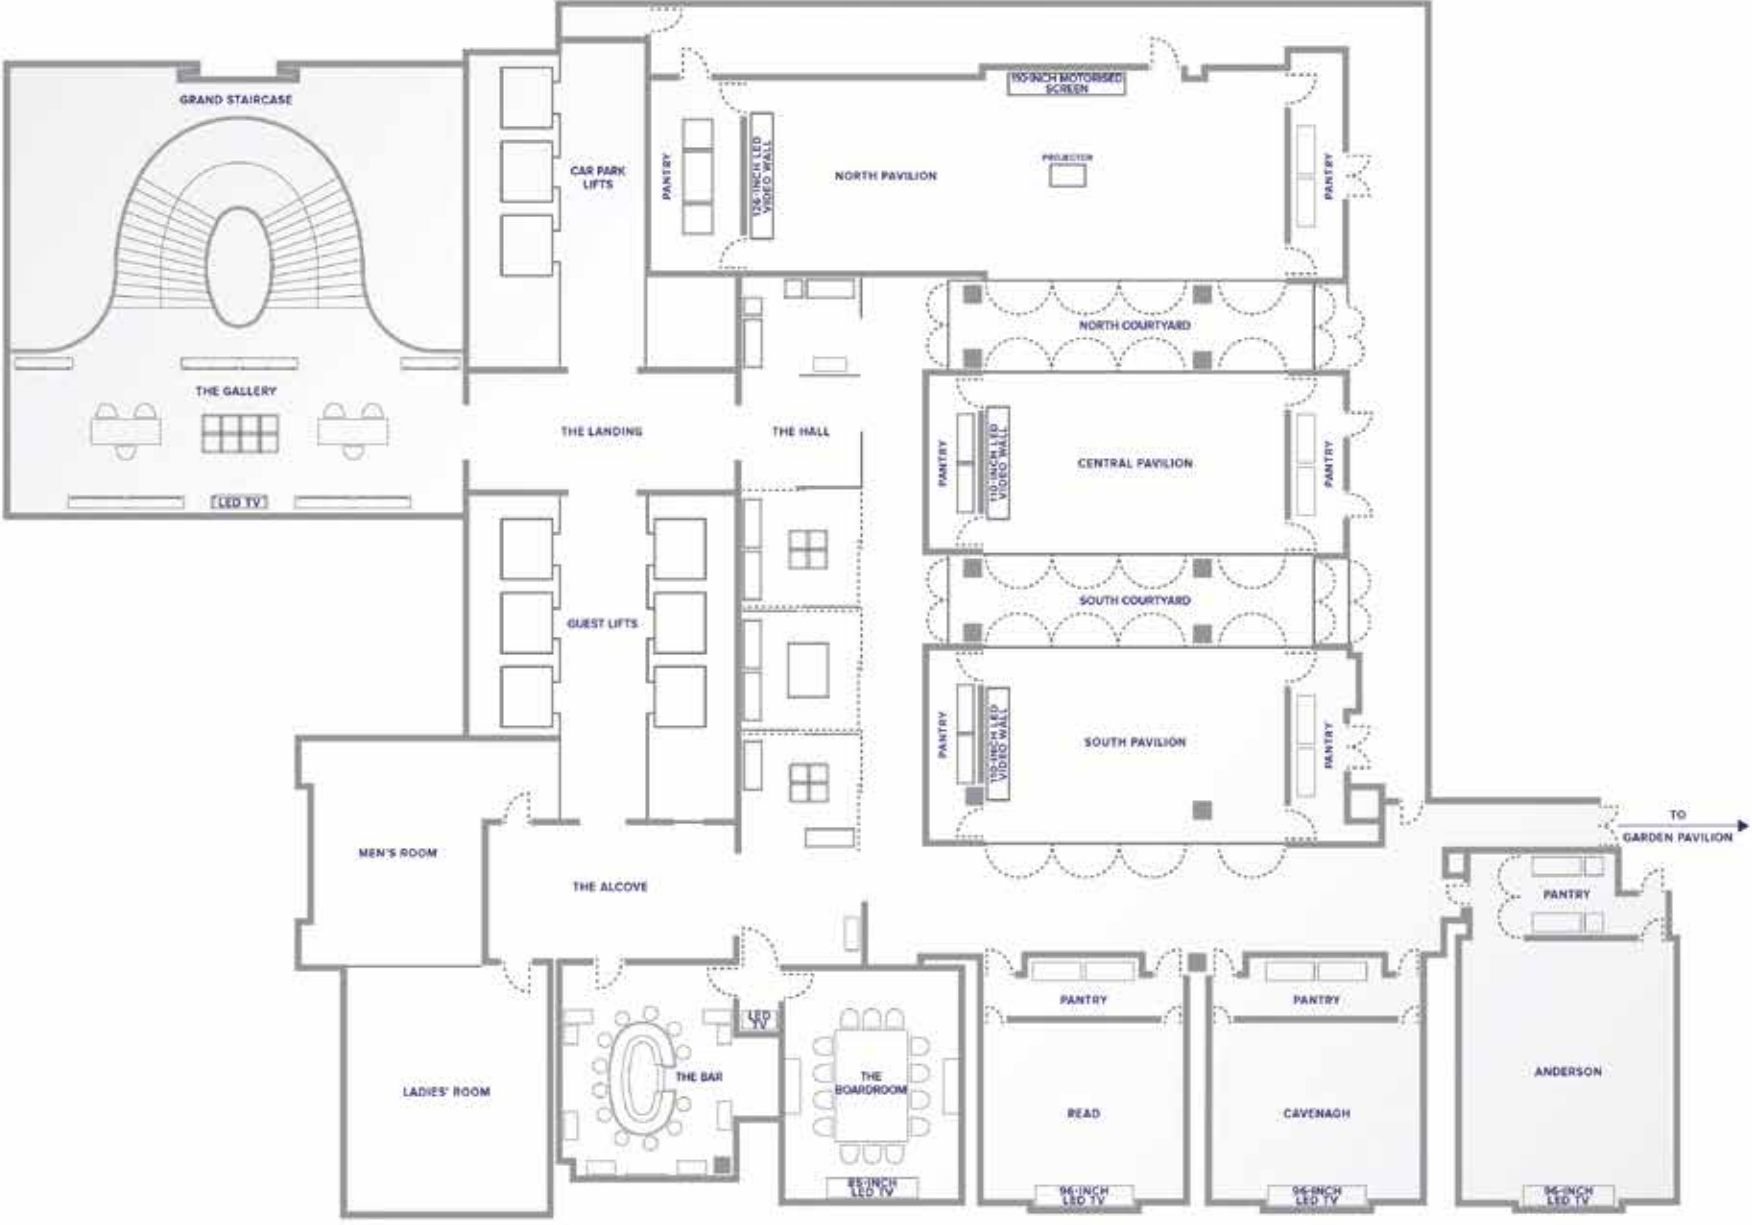 110-INCH MOTORISED
SCREEN
GRAND STAIRCASE
CAR PARK
LIFTS
PANTRY
126-INCH LED
VIDEO WALL
NORTH PAVILION
PROJECTOR
PANTRY
NORTH COURTYARD
THE GALLERY
THE LANDING
THE HALL
PANTRY
110-INCH LED
VIDEO WALL
CENTRAL PAVILION
PANTRY
LED TV
SOUTH COURTYARD
GUEST LIFTS
PANTRY
110-INCH LED
VIDEO WALL
SOUTH PAVILION
PANTRY
TO
GARDEN PAVILION
MEN'S ROOM
THE ALCOVE
PANTRY
PANTRY
PANTRY
LED
TV
THE BAR
THE
BOARDROOM
ANDERSON
LADIES' ROOM
READ
CAVENAGH
85-INCH
LED TV
96-INCH
LED TV
96-INCH
LED TV
96-INCH
LED TV